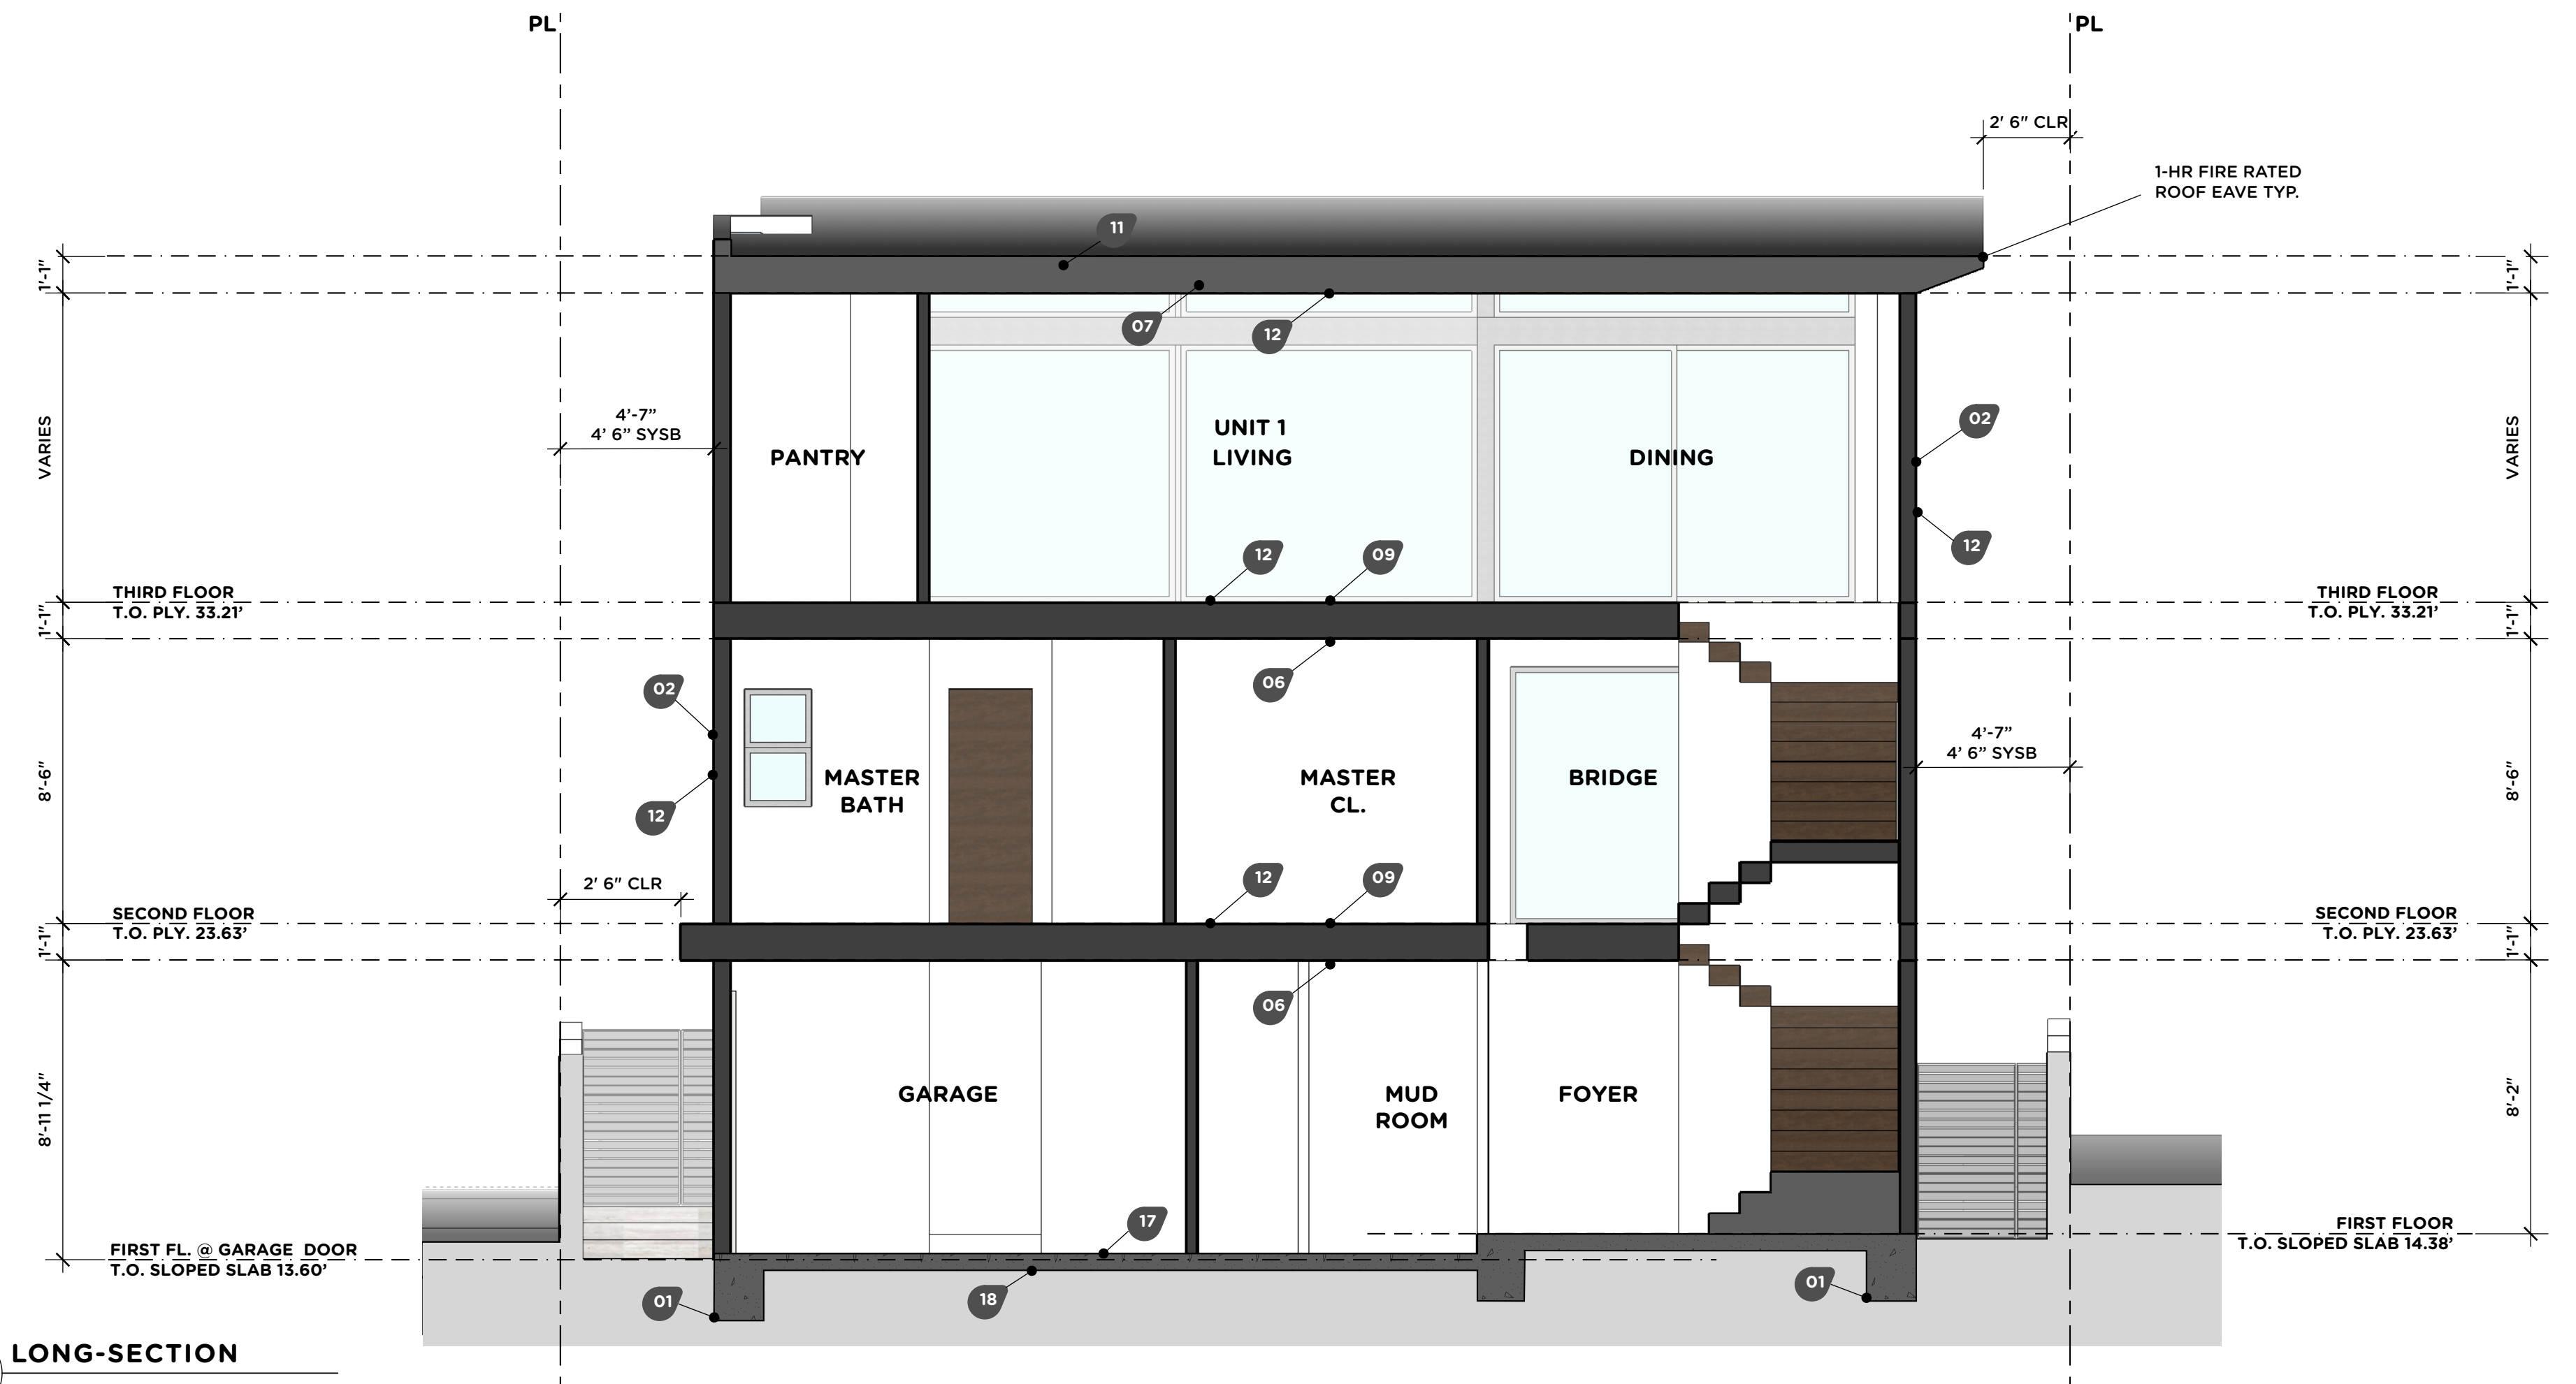 PL
PL
2' 6" CLR
1-HR FIRE RATED
ROOF EAVE TYP.
11
1'-1"
1'-1"
07
12
VARIES
4'-7"
4' 6" SYSB
PANTRY
UNIT 1
LIVING
DINING
02
VARIES
12
12
09
THIRD FLOOR
T.O. PLY. 33.21'
THIRD FLOOR
T.O. PLY. 33.21'
1'-1"
1'-1"
06
02
8'-6"
12
MASTER
BATH
MASTER
CL.
BRIDGE
4'-7"
4' 6" SYSB
8'-6"
2' 6" CLR
12
09
SECOND FLOOR
T.O. PLY. 23.63'
SECOND FLOOR
T.O. PLY. 23.63'
1'-1"
1'-1"
06
8'-11 1/4"
GARAGE
MUD
ROOM
FOYER
8'-2"
17
FIRST FL. @ GARAGE DOOR
T.O. SLOPED SLAB 13.60'
FIRST FLOOR
T.O. SLOPED SLAB 14.38'
01
18
01
LONG-SECTION